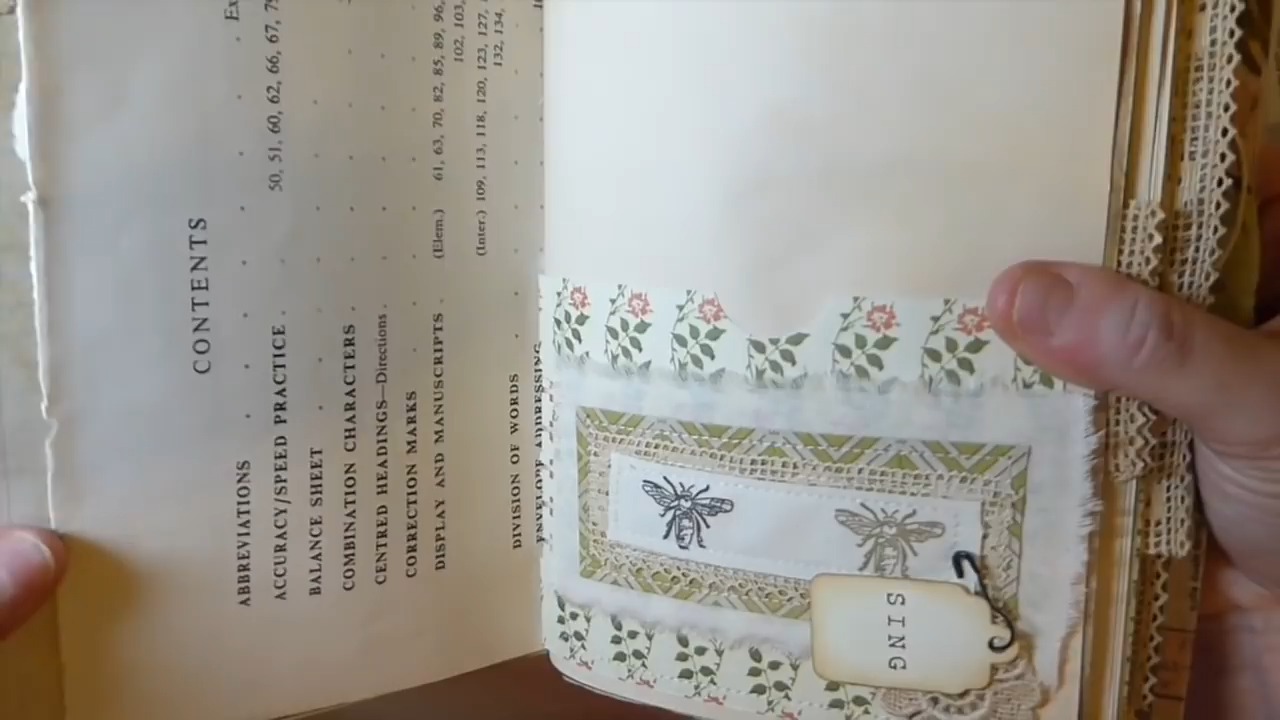 CONTENTS
ABBREVIATIONS
ACCURACY/SPEED PRACTICE . 50, 51, 60, 62, 66, 67,
BALANCE SHEET
COMBINATION CHARACTERS .
CENTRED HEADINGS—Directions .
CORRECTION MARKS
DISPLAY AND MANUSCRIPTS . (Elem.) 61, 63, 70, 82, 85, 89, 96,
102, 103,
(Inter.) 109, 113, 118, 120, 123, 127,
132, 134,
DIVISION OF WORDS
ENVELOPE ADDRESSING
SING